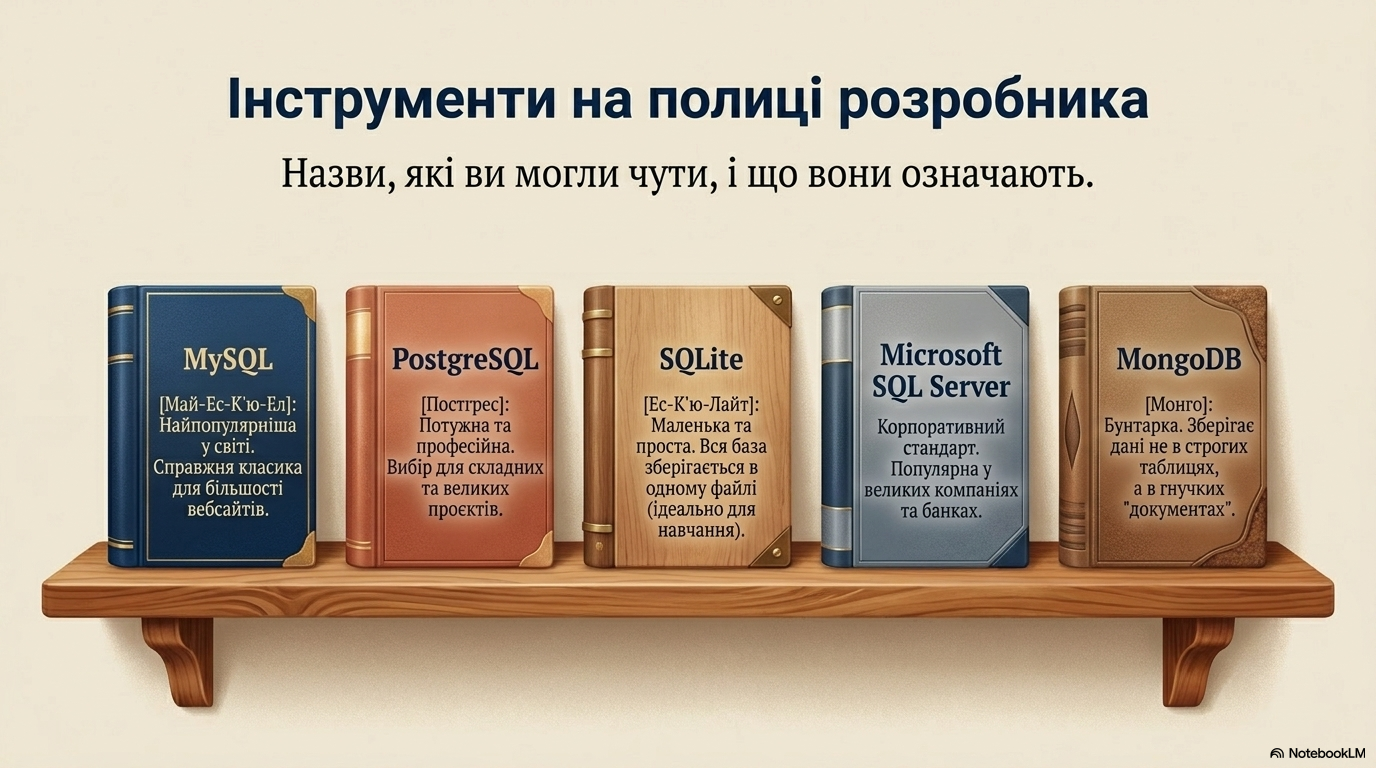 Інструменти на полиці розробника
Назви, які ви могли чути, і що вони означають.
MySQL
[Май-Ес-К'ю-Ел]:
Найпопулярніша
у світі.
Справжня класика
для більшості
вебсайтів.
PostgreSQL
[Постґрес]:
Потужна та
професійна.
Вибір для складних
та великих
проєктів.
SQLite
[Ес-К'ю-Лайт]:
Маленька та
проста. Вся база
зберігається в
одному файлі
(ідеально для
навчання).
Microsoft
SQL Server
Корпоративний
стандарт.
Популярна у
великих компаніях
та банках.
MongoDB
[Монго]:
Бунтарка. Зберігає
дані не в строгих
таблицях,
а в гнучких
"документах".
NotebookLM